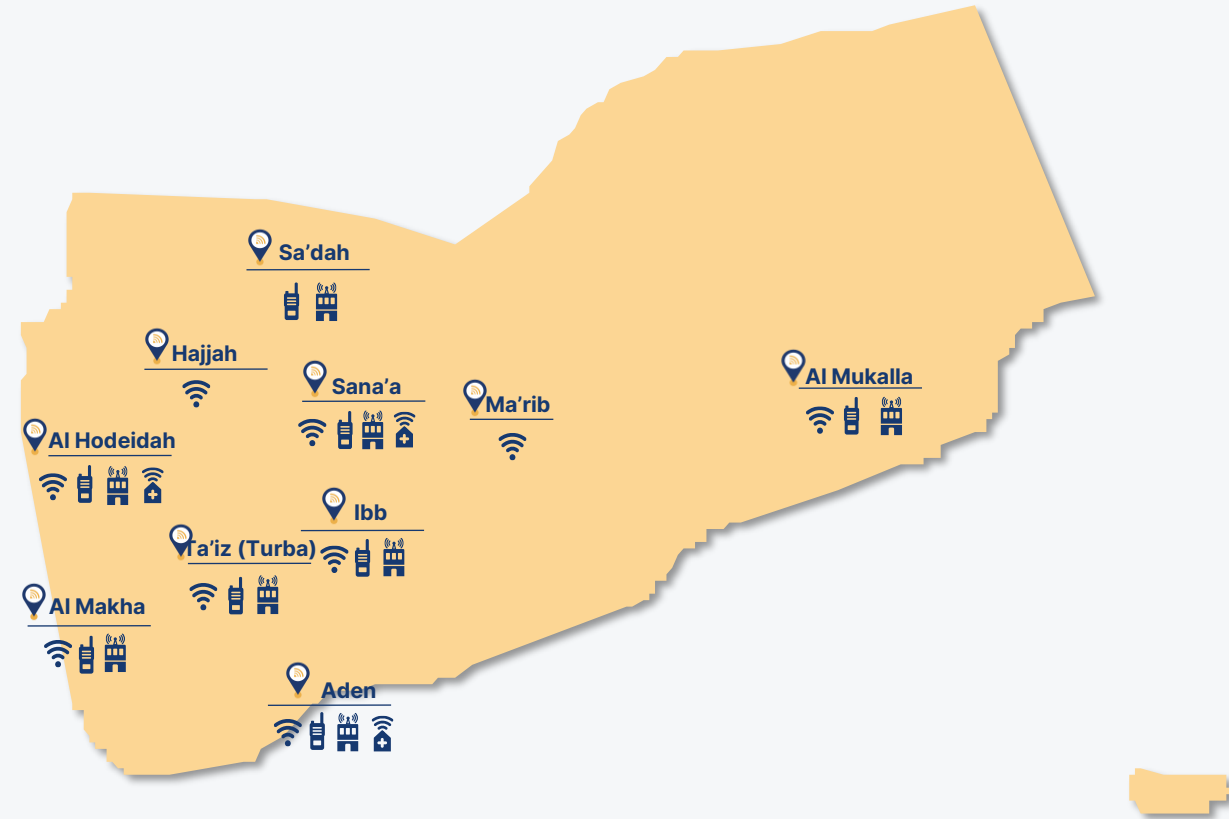 Sa’dah
Hajjah
Sana’a
Al Mukalla
Ma’rib
Al Hodeidah
Ibb
Ta’iz (Turba)
Al Makha
Aden